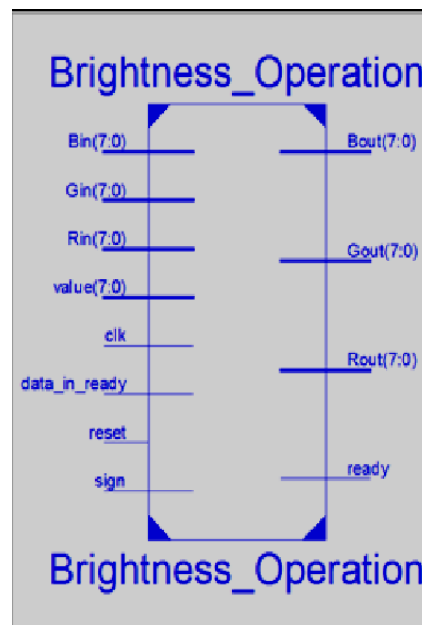 Brightness_Operation
Bin(7:0)
Bout(7:0)
Gin(7:0)
Rin(7:0)
Gout(7:0)
value(7:0)
clk
Rout(7:0)
data_in_ready
reset
ready
sign
Brightness_Operation